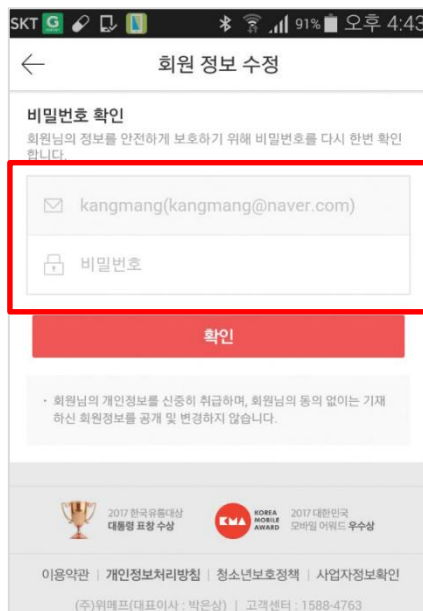 SKT G 91% 오후 4:43
회원 정보 수정
비밀번호 확인
회원님의 정보를 안전하게 보호하기 위해 비밀번호를 다시 한번 확인
합니다.
kangmang(kangmang@naver.com)
비밀번호
확인
· 회원님의 개인정보를 신중히 취급하며, 회원님의 동의 없이는 기재
하신 회원정보를 공개 및 변경하지 않습니다.
2017 한국유통대상
대통령 표창 수상
KMA
KOREA
MOBILE
AWARD
2017 대한민국
모바일 어워드 우수상
이용약관 | 개인정보처리방침 | 청소년보호정책 | 사업자정보확인
(주)위메프(대표이사 : 박은상) | 고객센터 : 1588-4763